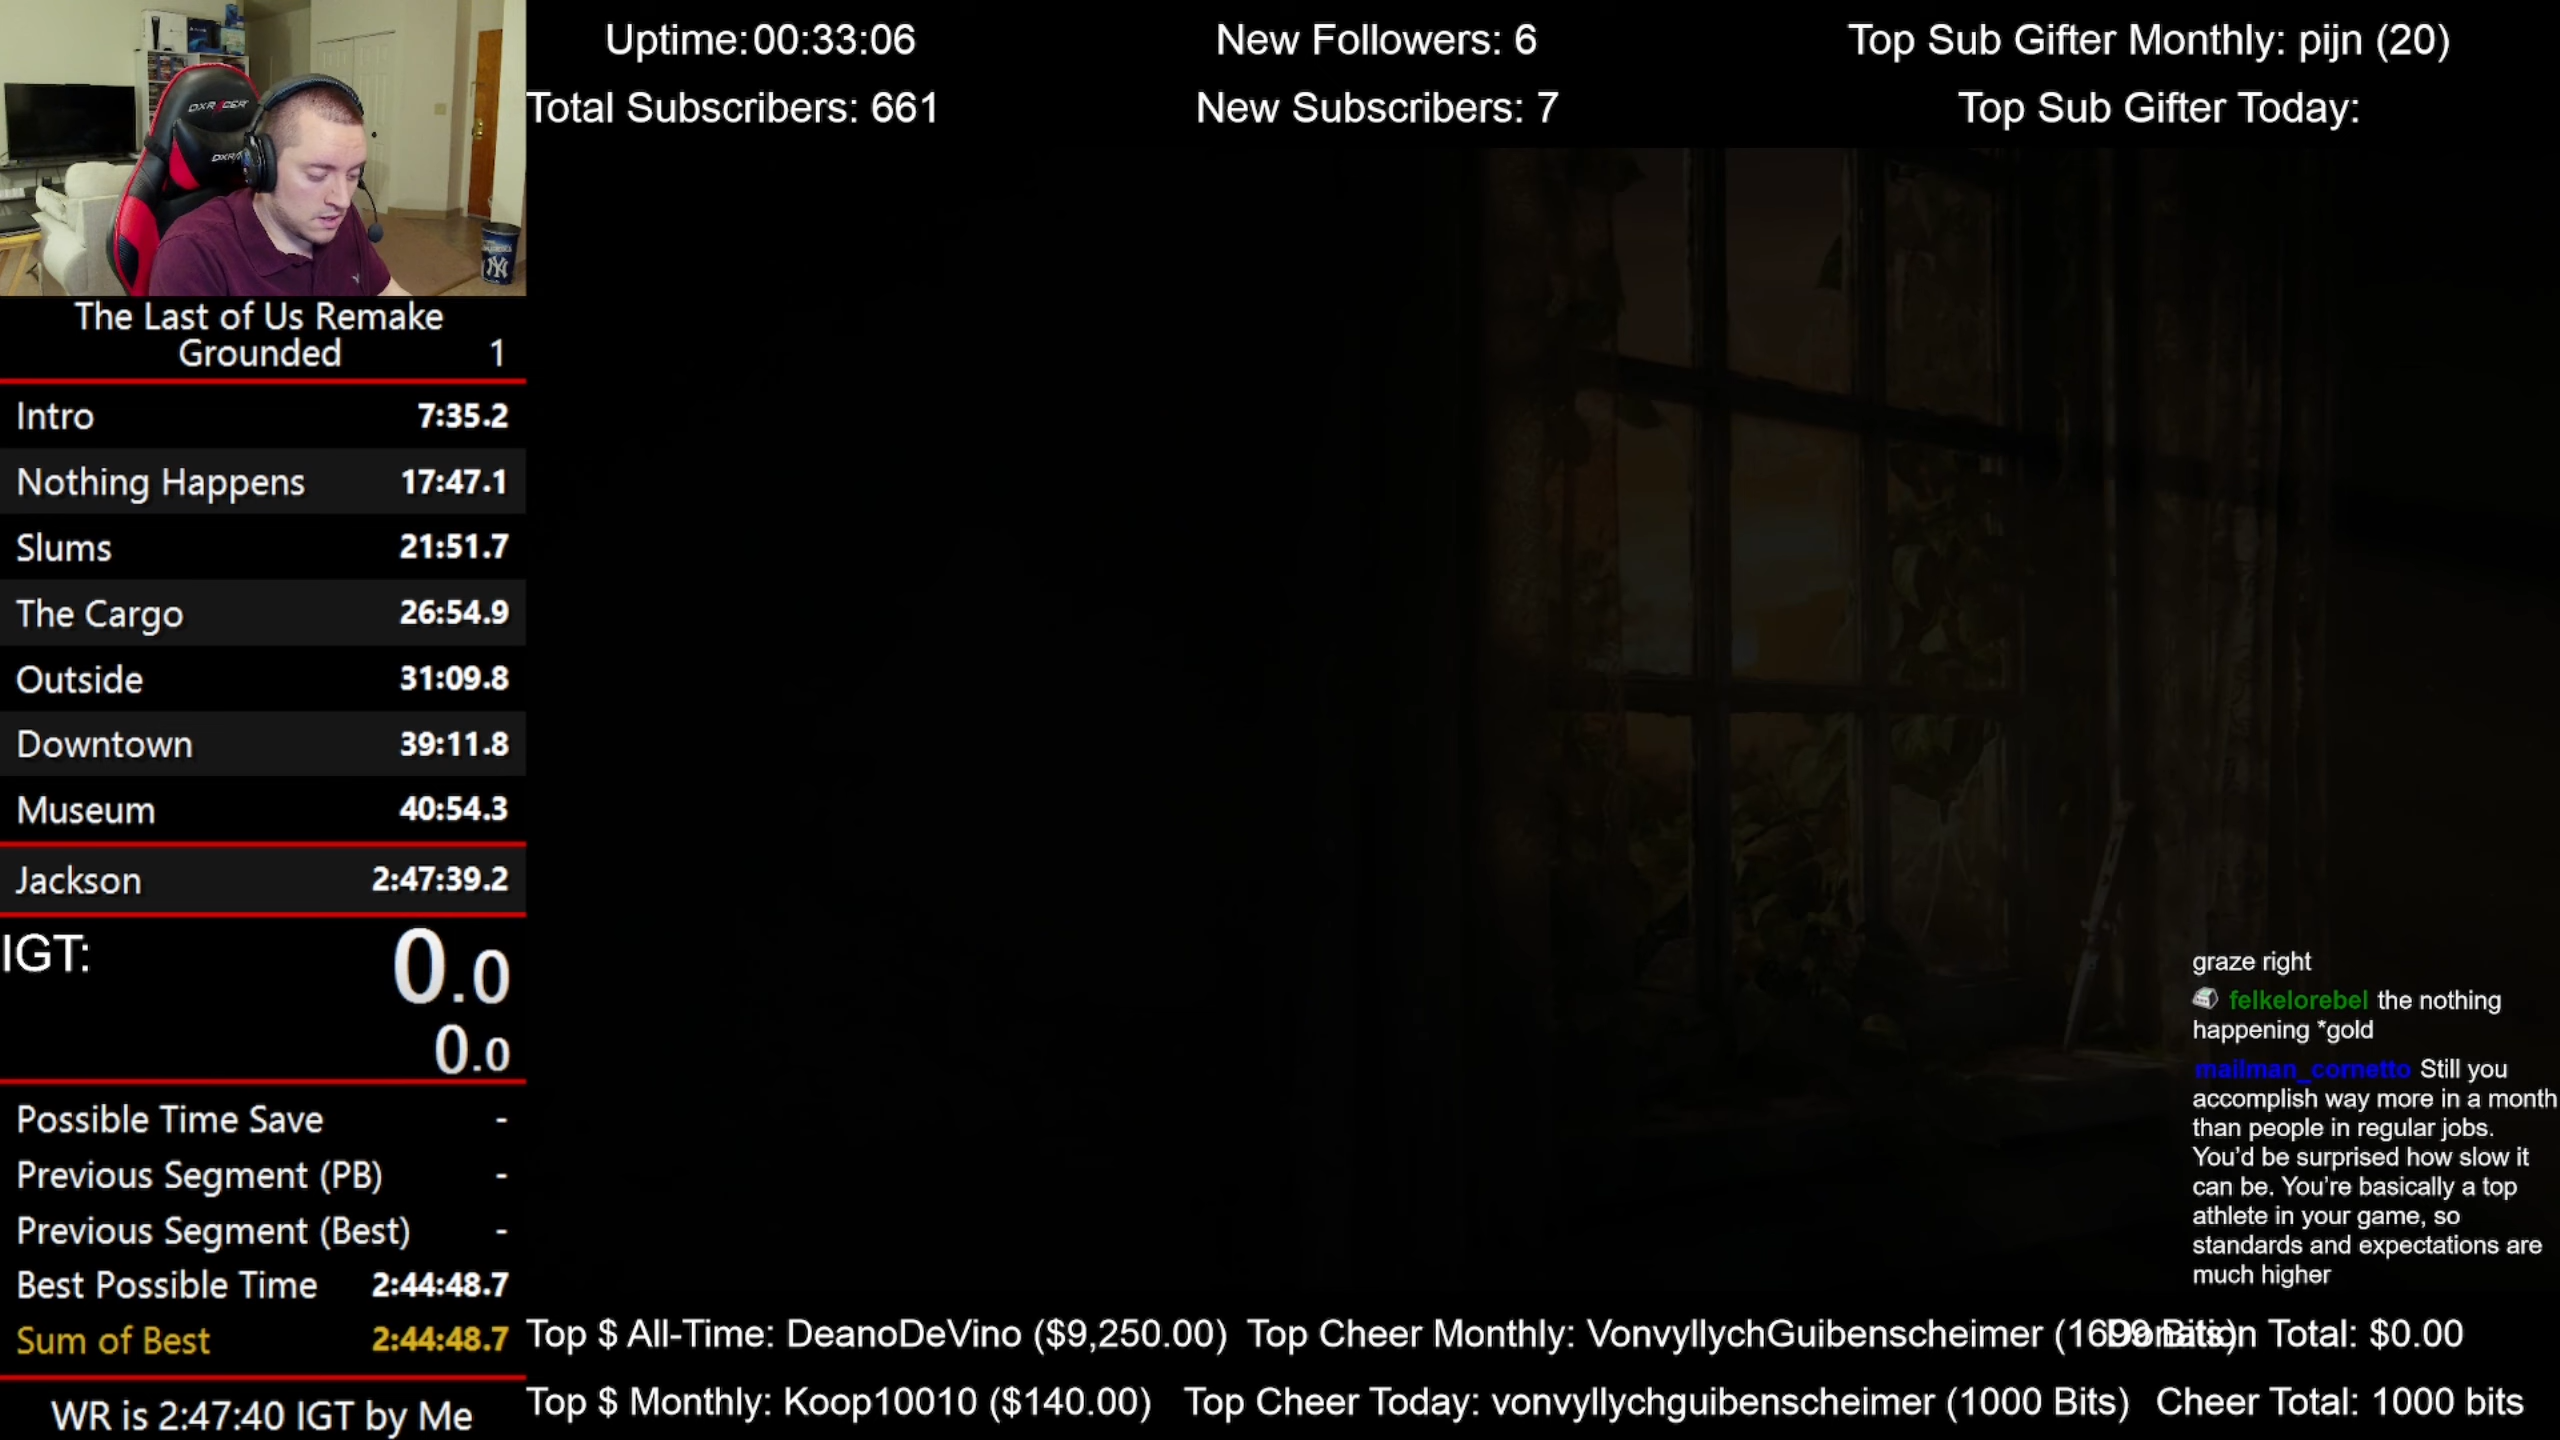 Uptime: 00:33:06
New Followers: 6
Top Sub Gifter Monthly: pijn (20)
Total Subscribers: 661
New Subscribers: 7
Top Sub Gifter Today:
DXRACER
NY
The Last of Us Remake
Grounded 1
Intro 7:35.2
Nothing Happens 17:47.1
Slums 21:51.7
The Cargo 26:54.9
Outside 31:09.8
Downtown 39:11.8
Museum 40:54.3
Jackson 2:47:39.2
IGT: 0.0
0.0
Possible Time Save -
Previous Segment (PB) -
Previous Segment (Best) -
Best Possible Time 2:44:48.7
Sum of Best 2:44:48.7
WR is 2:47:40 IGT by Me
graze right
felkelorebel the nothing
happening *gold
mailman_cornetto Still you
accomplish way more in a month
than people in regular jobs.
You'd be surprised how slow it
can be. You're basically a top
athlete in your game, so
standards and expectations are
much higher
Top $ All-Time: DeanoDeVino ($9,250.00)
Top Cheer Monthly: VonvyllychGuibenscheimer (1699 Bits)
Donation Total: $0.00
Top $ Monthly: Koop10010 ($140.00)
Top Cheer Today: vonvyllychguibenscheimer (1000 Bits)
Cheer Total: 1000 bits